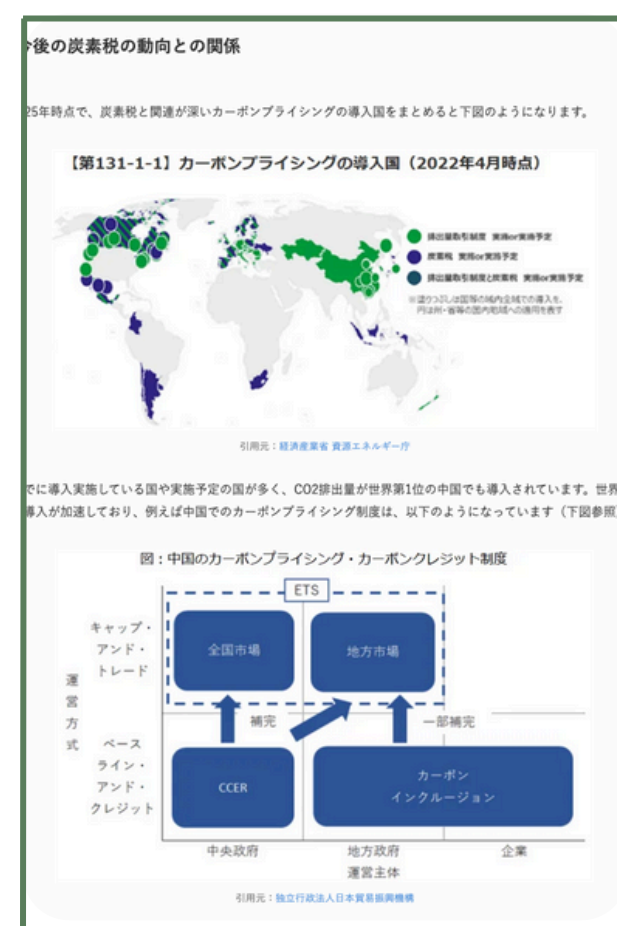 後の炭素税の動向との関係
25年時点で、炭素税と関連が深いカーボンプライシングの導入国をまとめると下図のようになります。
【第131-1-1】カーボンプライシングの導入国（2022年4月時点）
排出量取引制度 実施or実施予定
炭素税 実施or実施予定
排出量取引制度と炭素税 実施or実施予定
※塗りつぶしは国等の域内全域での導入を、
円は州・省等の国内地域への適用を表す
引用元：経済産業省 資源エネルギー庁
でに導入実施している国や実施予定の国が多く、CO2排出量が世界第1位の中国でも導入されています。世界
導入が加速しており、例えば中国でのカーボンプライシング制度は、以下のようになっています（下図参照）
図：中国のカーボンプライシング・カーボンクレジット制度
ETS
キャップ・
アンド・
トレード
全国市場
地方市場
運営方式
補完
一部補完
ベース
ライン・
アンド・
クレジット
CCER
カーボン
インクルージョン
中央政府
地方政府
企業
運営主体
引用元：独立行政法人日本貿易振興機構